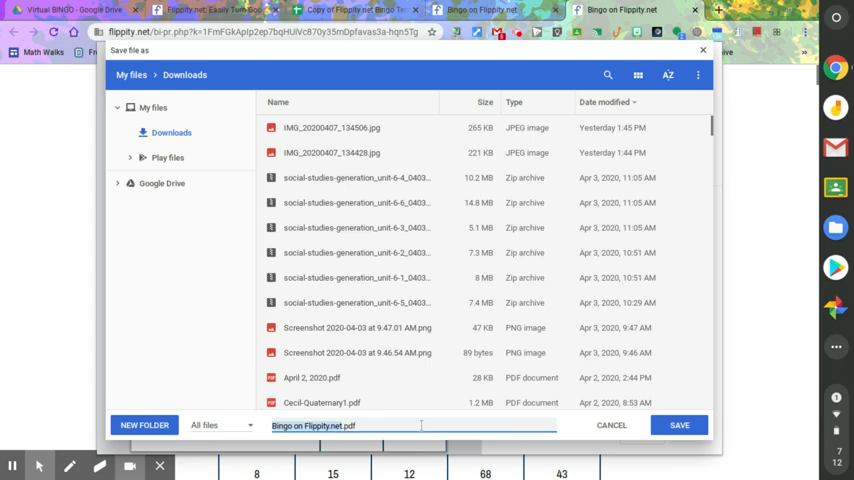 Virtual BINGO - Google Drive
Flippity.net: Easily Turn Goo
Copy of Flippity.net Bingo Te
Bingo on Flippity.net
Bingo on Flippity.net
flippity.net/bi-pr.php?k=1FmFGkApIp2ep7bqHUlVc870y35mDpfavas3a-hqn5Tg
Math Walks
Save file as
My files
Downloads
Name
Size
Type
Date modified
My files
Downloads
Play files
Google Drive
IMG_20200407_134506.jpg 265 KB JPEG image Yesterday 1:45 PM
IMG_20200407_134428.jpg 221 KB JPEG image Yesterday 1:44 PM
social-studies-generation_unit-6-4_0403... 10.2 MB Zip archive Apr 3, 2020, 11:05 AM
social-studies-generation_unit-6-6_0403... 14.8 MB Zip archive Apr 3, 2020, 11:05 AM
social-studies-generation_unit-6-3_0403... 5.1 MB Zip archive Apr 3, 2020, 11:05 AM
social-studies-generation_unit-6-2_0403... 7.3 MB Zip archive Apr 3, 2020, 10:51 AM
social-studies-generation_unit-6-1_0403... 8 MB Zip archive Apr 3, 2020, 10:51 AM
social-studies-generation_unit-6-5_0403... 7.4 MB Zip archive Apr 3, 2020, 10:29 AM
Screenshot 2020-04-03 at 9.47.01 AM.png 47 KB PNG image Apr 3, 2020, 9:47 AM
Screenshot 2020-04-03 at 9.46.54 AM.png 89 bytes PNG image Apr 3, 2020, 9:46 AM
April 2, 2020.pdf 28 KB PDF document Apr 2, 2020, 2:44 PM
Cecil-Quaternary1.pdf 1.2 MB PDF document Apr 2, 2020, 8:53 AM
NEW FOLDER
All files
Bingo on Flippity.net.pdf
CANCEL
SAVE
8 15 12 68 43
1
7
12